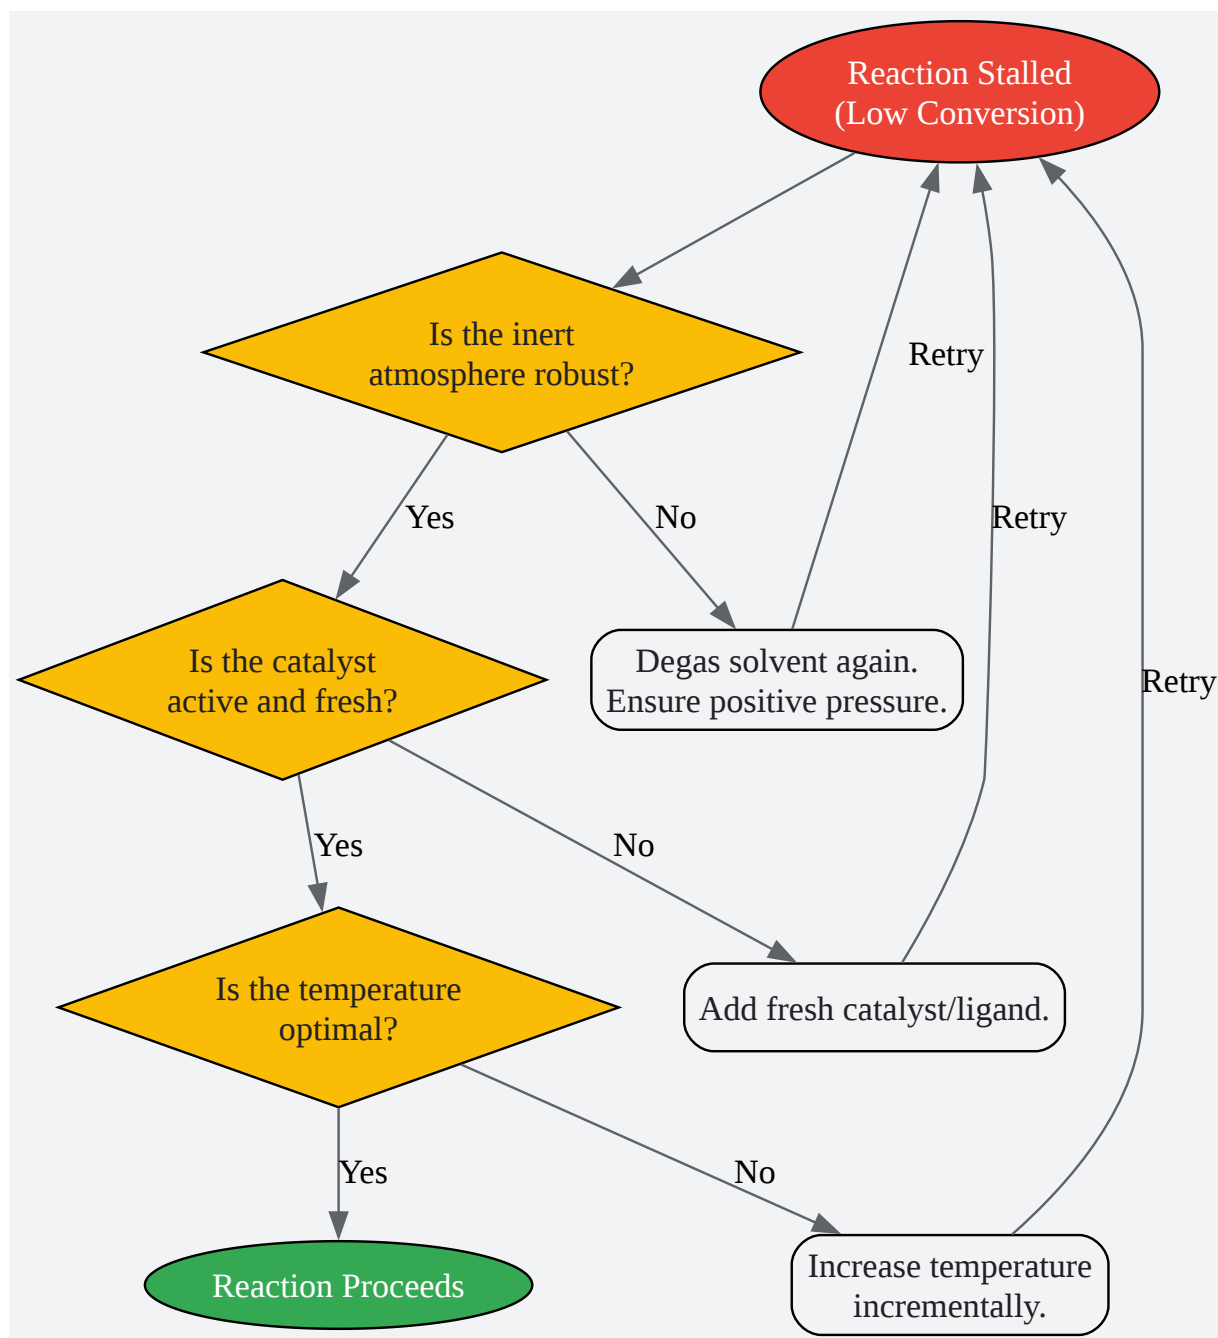 Reaction Stalled
(Low Conversion)
Is the inert
atmosphere robust?
Retry
Yes
No
Retry
Is the catalyst
active and fresh?
Degas solvent again.
Ensure positive pressure.
Retry
Yes
No
Is the temperature
optimal?
Add fresh catalyst/ligand.
Yes
No
Reaction Proceeds
Increase temperature
incrementally.